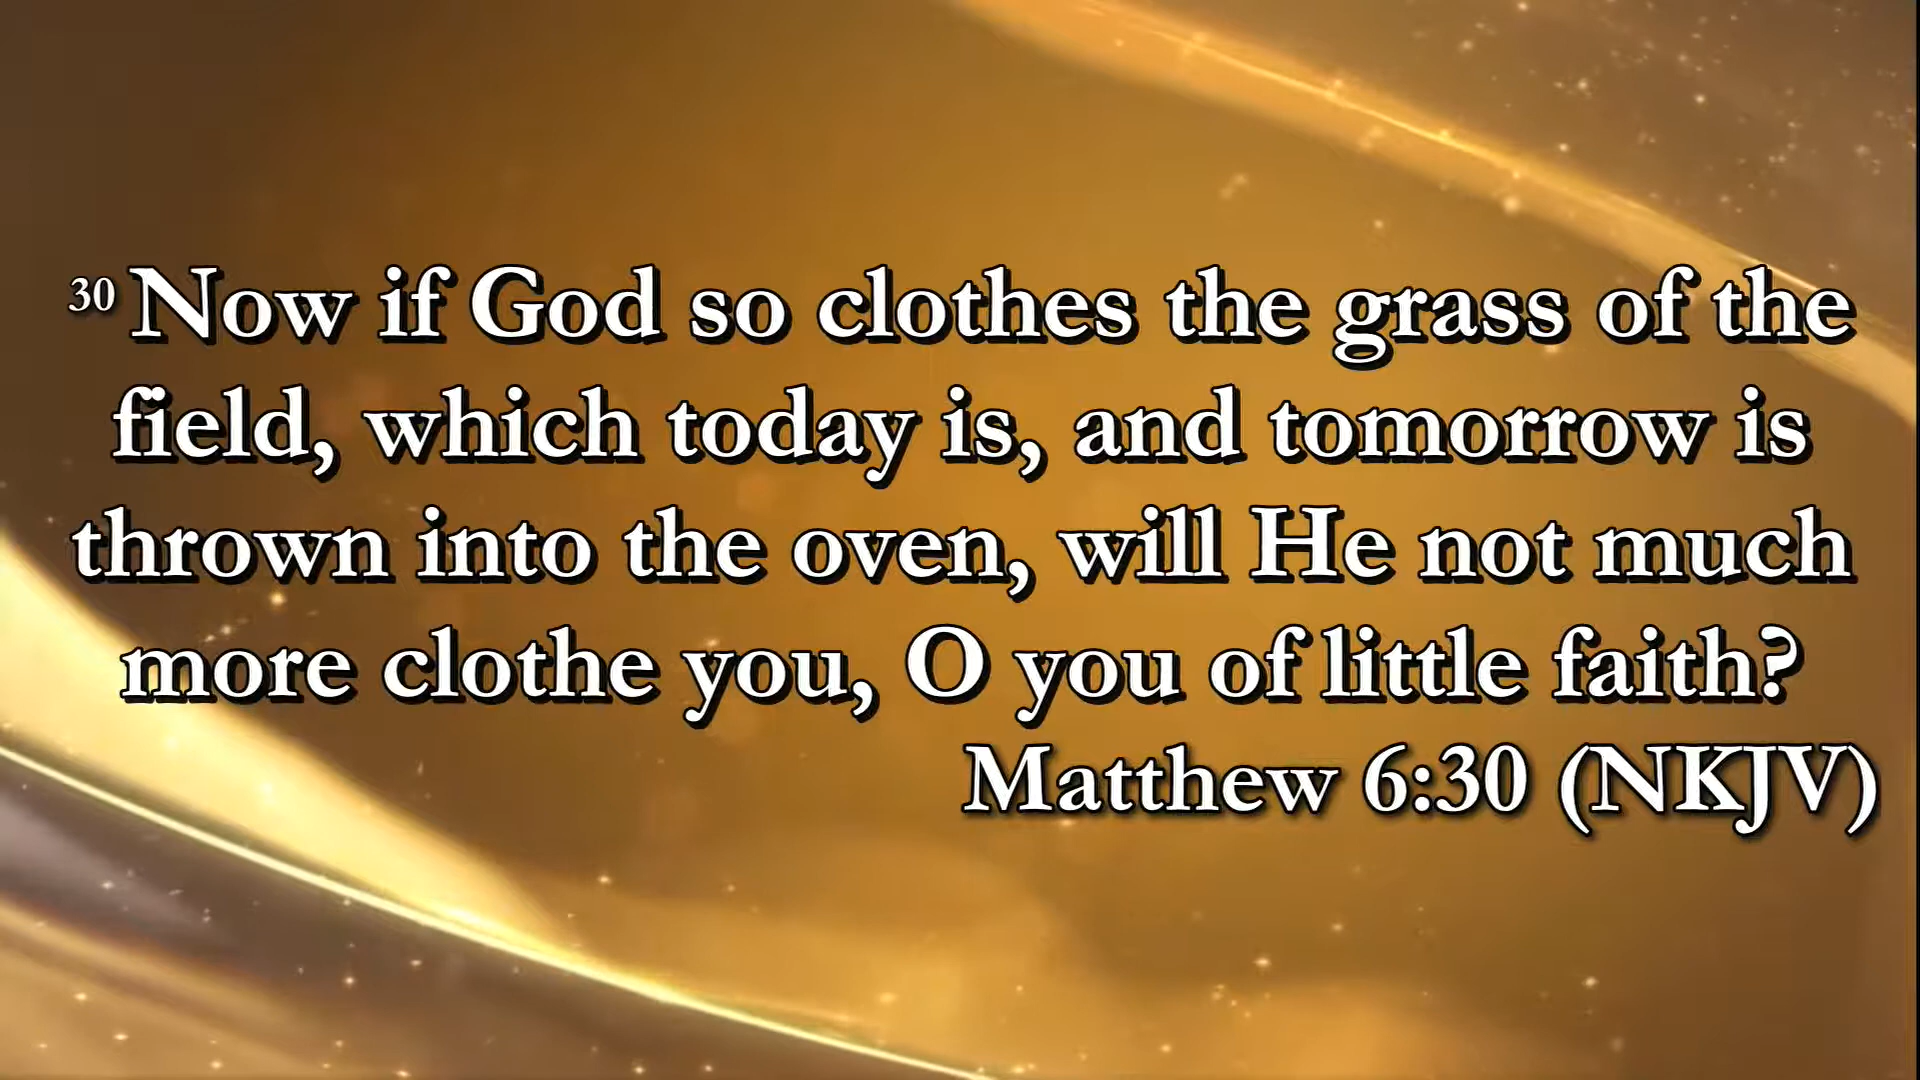 30 Now if God so clothes the grass of the
field, which today is, and tomorrow is
thrown into the oven, will He not much
more clothe you, O you of little faith?
Matthew 6:30 (NKJV)